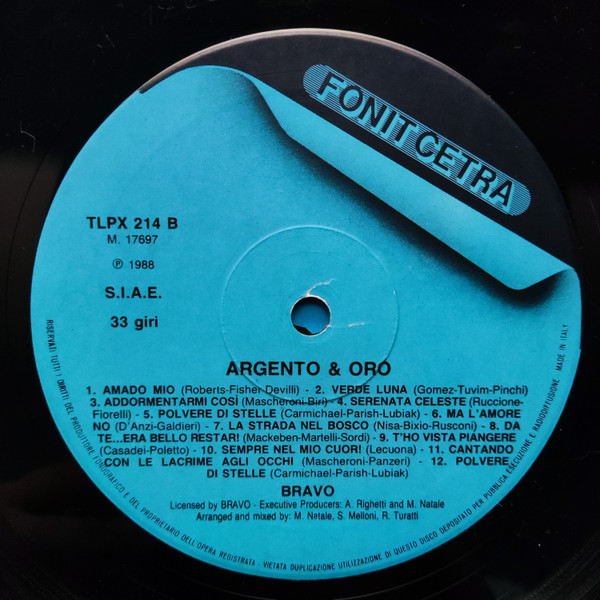 FONIT CETRA
TLPX 214 B
M. 17697
℗ 1988
S.I.A.E.
33 giri
ARGENTO & ORO
1. AMADO MIO (Roberts-Fisher-Devilli) - 2. VERDE LUNA (Gomez-Tuvim-Pinchi)
3. ADDORMENTARMI COSÌ (Mascheroni-Biri) - 4. SERENATA CELESTE (Ruccione-
Fiorelli) - 5. POLVERE DI STELLE (Carmichael-Parish-Lubiak) - 6. MA L'AMORE
NO (D'Anzi-Galdieri) - 7. LA STRADA NEL BOSCO (Nisa-Bixio-Rusconi) - 8. DA
TE...ERA BELLO RESTAR! (Mackeben-Martelli-Sordi) - 9. T'HO VISTA PIANGERE
(Casadei-Poletto) - 10. SEMPRE NEL MIO CUOR! (Lecuona) - 11. CANTANDO
CON LE LACRIME AGLI OCCHI (Mascheroni-Panzeri) - 12. POLVERE
DI STELLE (Carmichael-Parish-Lubiak)
BRAVO
Licensed by BRAVO - Executive Producers: A. Righetti and M. Natale
Arranged and mixed by: M. Natale, S. Melloni, R. Turatti
RISERVATI TUTTI I DIRITTI DEL PRODUTTORE FONOGRAFICO E DEL PROPRIETARIO DELL'OPERA REGISTRATA - VIETATA DUPLICAZIONE UTILIZZAZIONE DI QUESTO DISCO DEPOSITATO PER PUBBLICA ESECUZIONE E RADIODIFFUSIONE. MADE IN ITALY